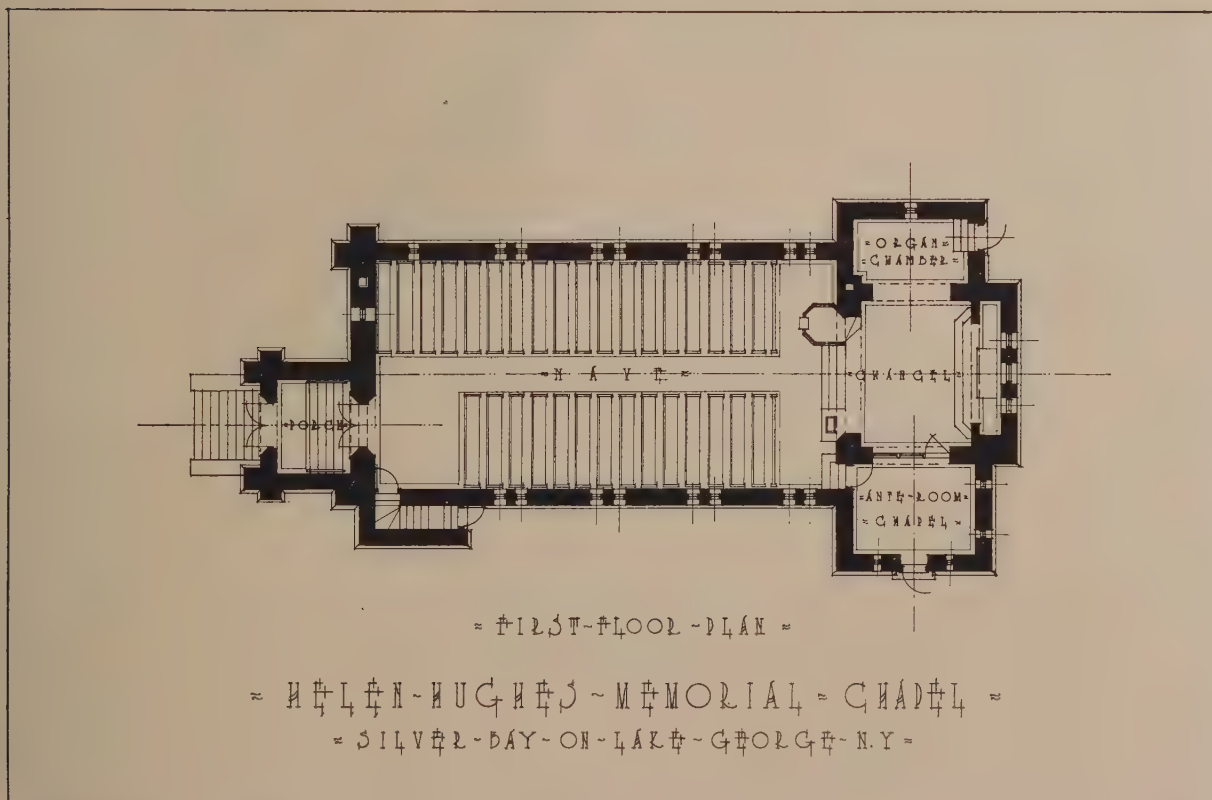 ≈ ORGAN ≈
≈ CHAMBER ≈
≈ NAVE ≈
≈ CHANCEL ≈
≈ PORCH ≈
≈ ANTE-ROOM ≈
≈ CHAPEL ≈
≈ FIRST ~ FLOOR ~ PLAN ≈
≈ HELEN ~ HUGHES ~ MEMORIAL ≈ CHAPEL ≈
≈ SILVER ~ BAY ~ ON ~ LAKE ~ GEORGE ~ N.Y ≈